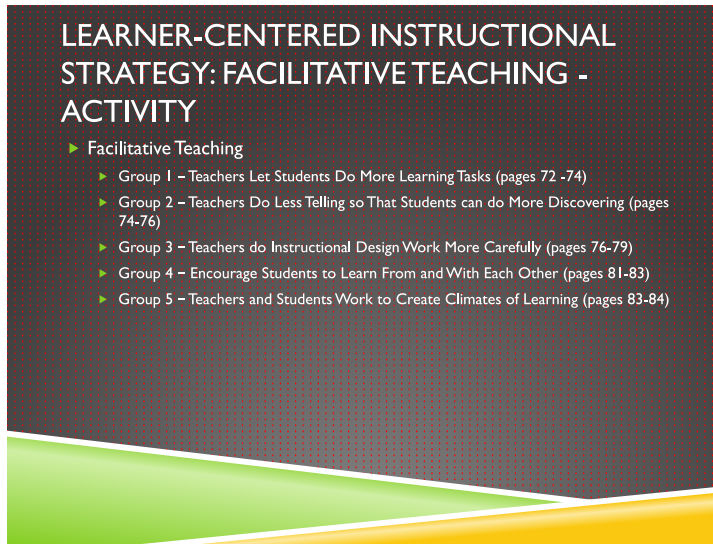 LEARNER-CENTERED INSTRUCTIONAL
STRATEGY: FACILITATIVE TEACHING -
ACTIVITY
Facilitative Teaching
Group 1 – Teachers Let Students Do More Learning Tasks (pages 72 -74)
Group 2 – Teachers Do Less Telling so That Students can do More Discovering (pages
74-76)
Group 3 – Teachers do Instructional Design Work More Carefully (pages 76-79)
Group 4 – Encourage Students to Learn From and With Each Other (pages 81-83)
Group 5 – Teachers and Students Work to Create Climates of Learning (pages 83-84)